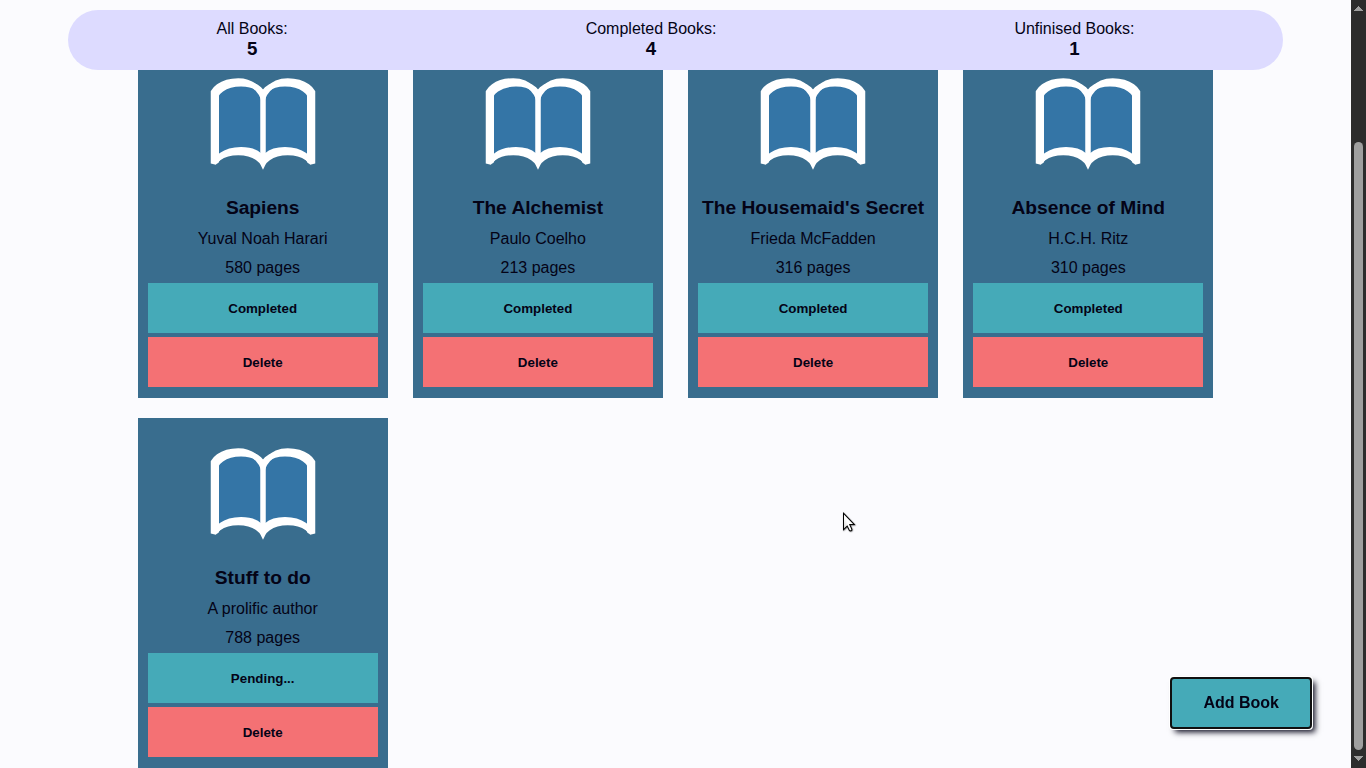 All Books:
5
Completed Books:
4
Unfinised Books:
1
Sapiens
Yuval Noah Harari
580 pages
Completed
Delete
The Alchemist
Paulo Coelho
213 pages
Completed
Delete
The Housemaid's Secret
Frieda McFadden
316 pages
Completed
Delete
Absence of Mind
H.C.H. Ritz
310 pages
Completed
Delete
Stuff to do
A prolific author
788 pages
Pending...
Delete
Add Book